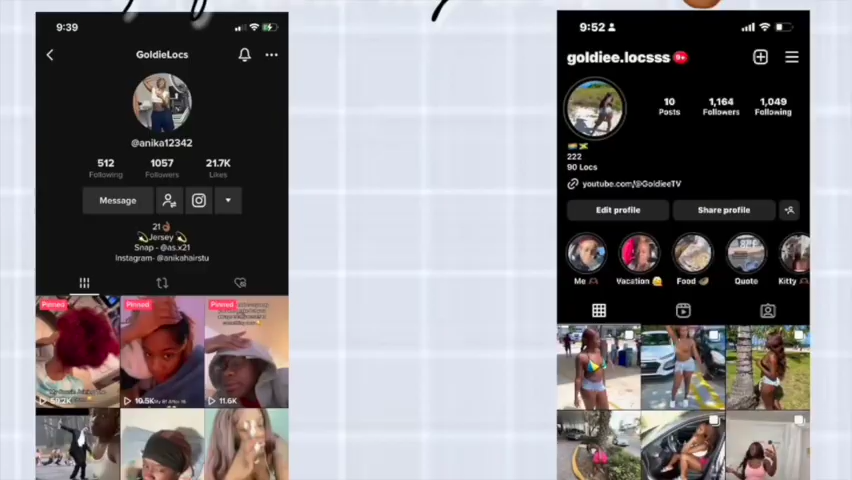 9:39
GoldieLocs
@anika12342
512 1057 21.7K
Following Followers Likes
Message
21
Jersey
Snap - @as.x21
Instagram- @anikahairstu
Pinned Pinned Pinned
10.5K 11.6K
9:52
goldiee.locsss 9+
10 1,164 1,049
Posts Followers Following
222
90 Locs
youtube.com/@GoldieeTV
Edit profile Share profile
Me Vacation Food Quote Kitty